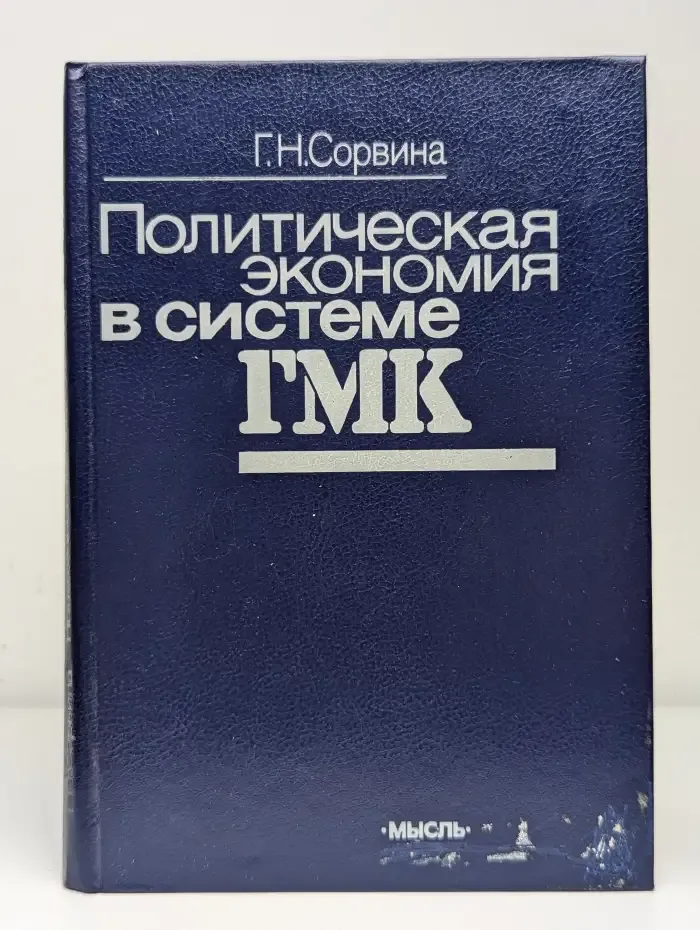 Г.Н.Сорвина
Политическая
экономия
в системе
ГМК
·МЫСЛЬ·